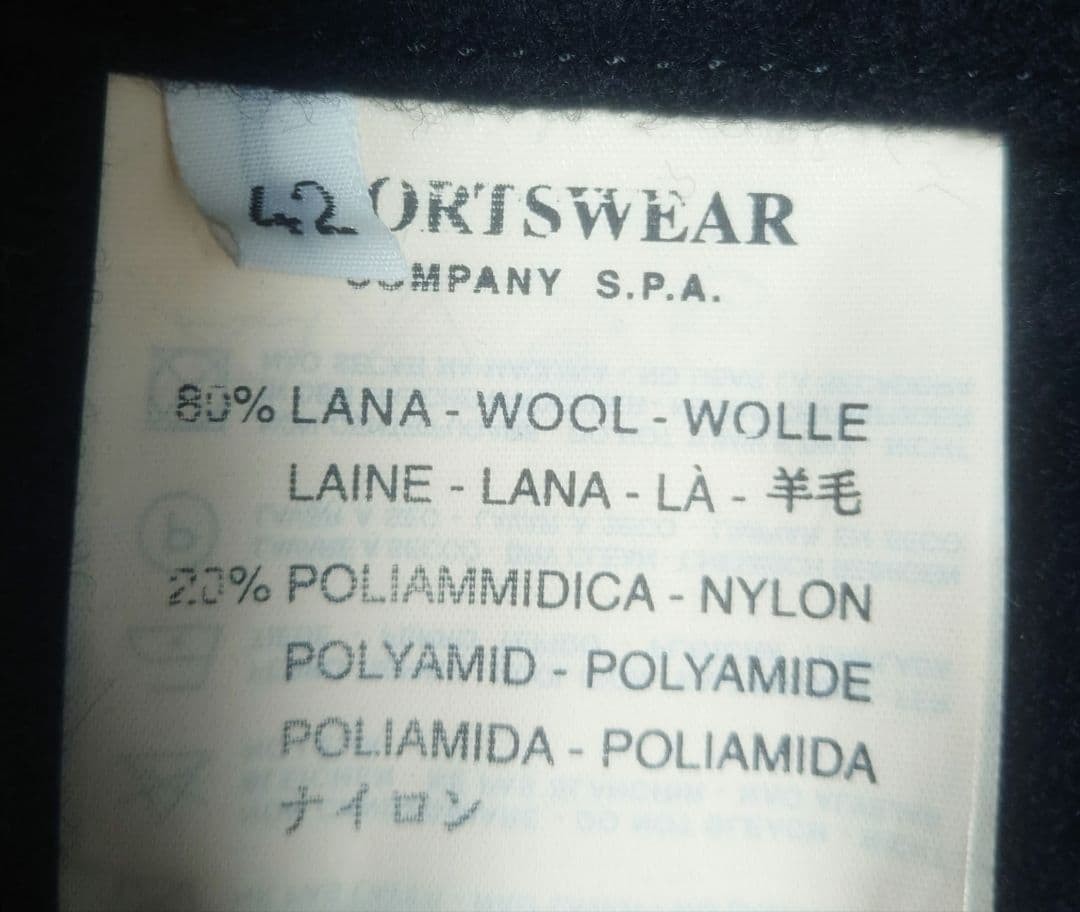 42
ORTSWEAR
COMPANY S.P.A.
80% LANA - WOOL - WOLLE
LAINE - LANA - LÀ - 羊毛
20% POLIAMMIDICA - NYLON
POLYAMID - POLYAMIDE
POLIAMIDA - POLIAMIDA
ナイロン